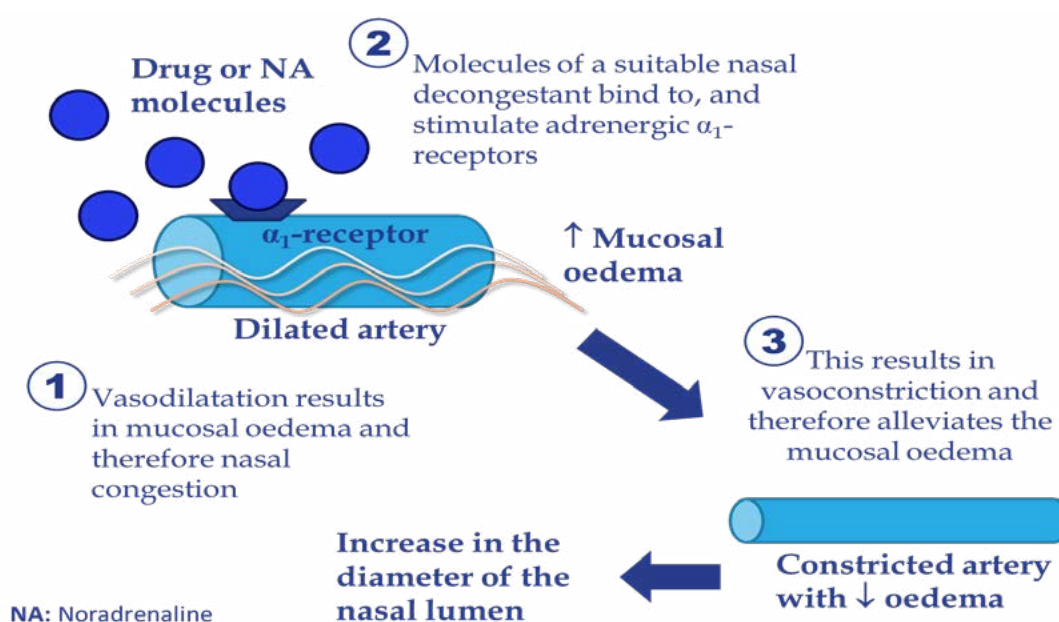 Drug or NA
molecules
2
Molecules of a suitable nasal
decongestant bind to, and
stimulate adrenergic α₁-
receptors
α₁-receptor
↑ Mucosal
oedema
Dilated artery
1
Vasodilatation results
in mucosal oedema and
therefore nasal
congestion
3
This results in
vasoconstriction and
therefore alleviates the
mucosal oedema
Constricted artery
with ↓ oedema
Increase in the
diameter of the
nasal lumen
NA: Noradrenaline